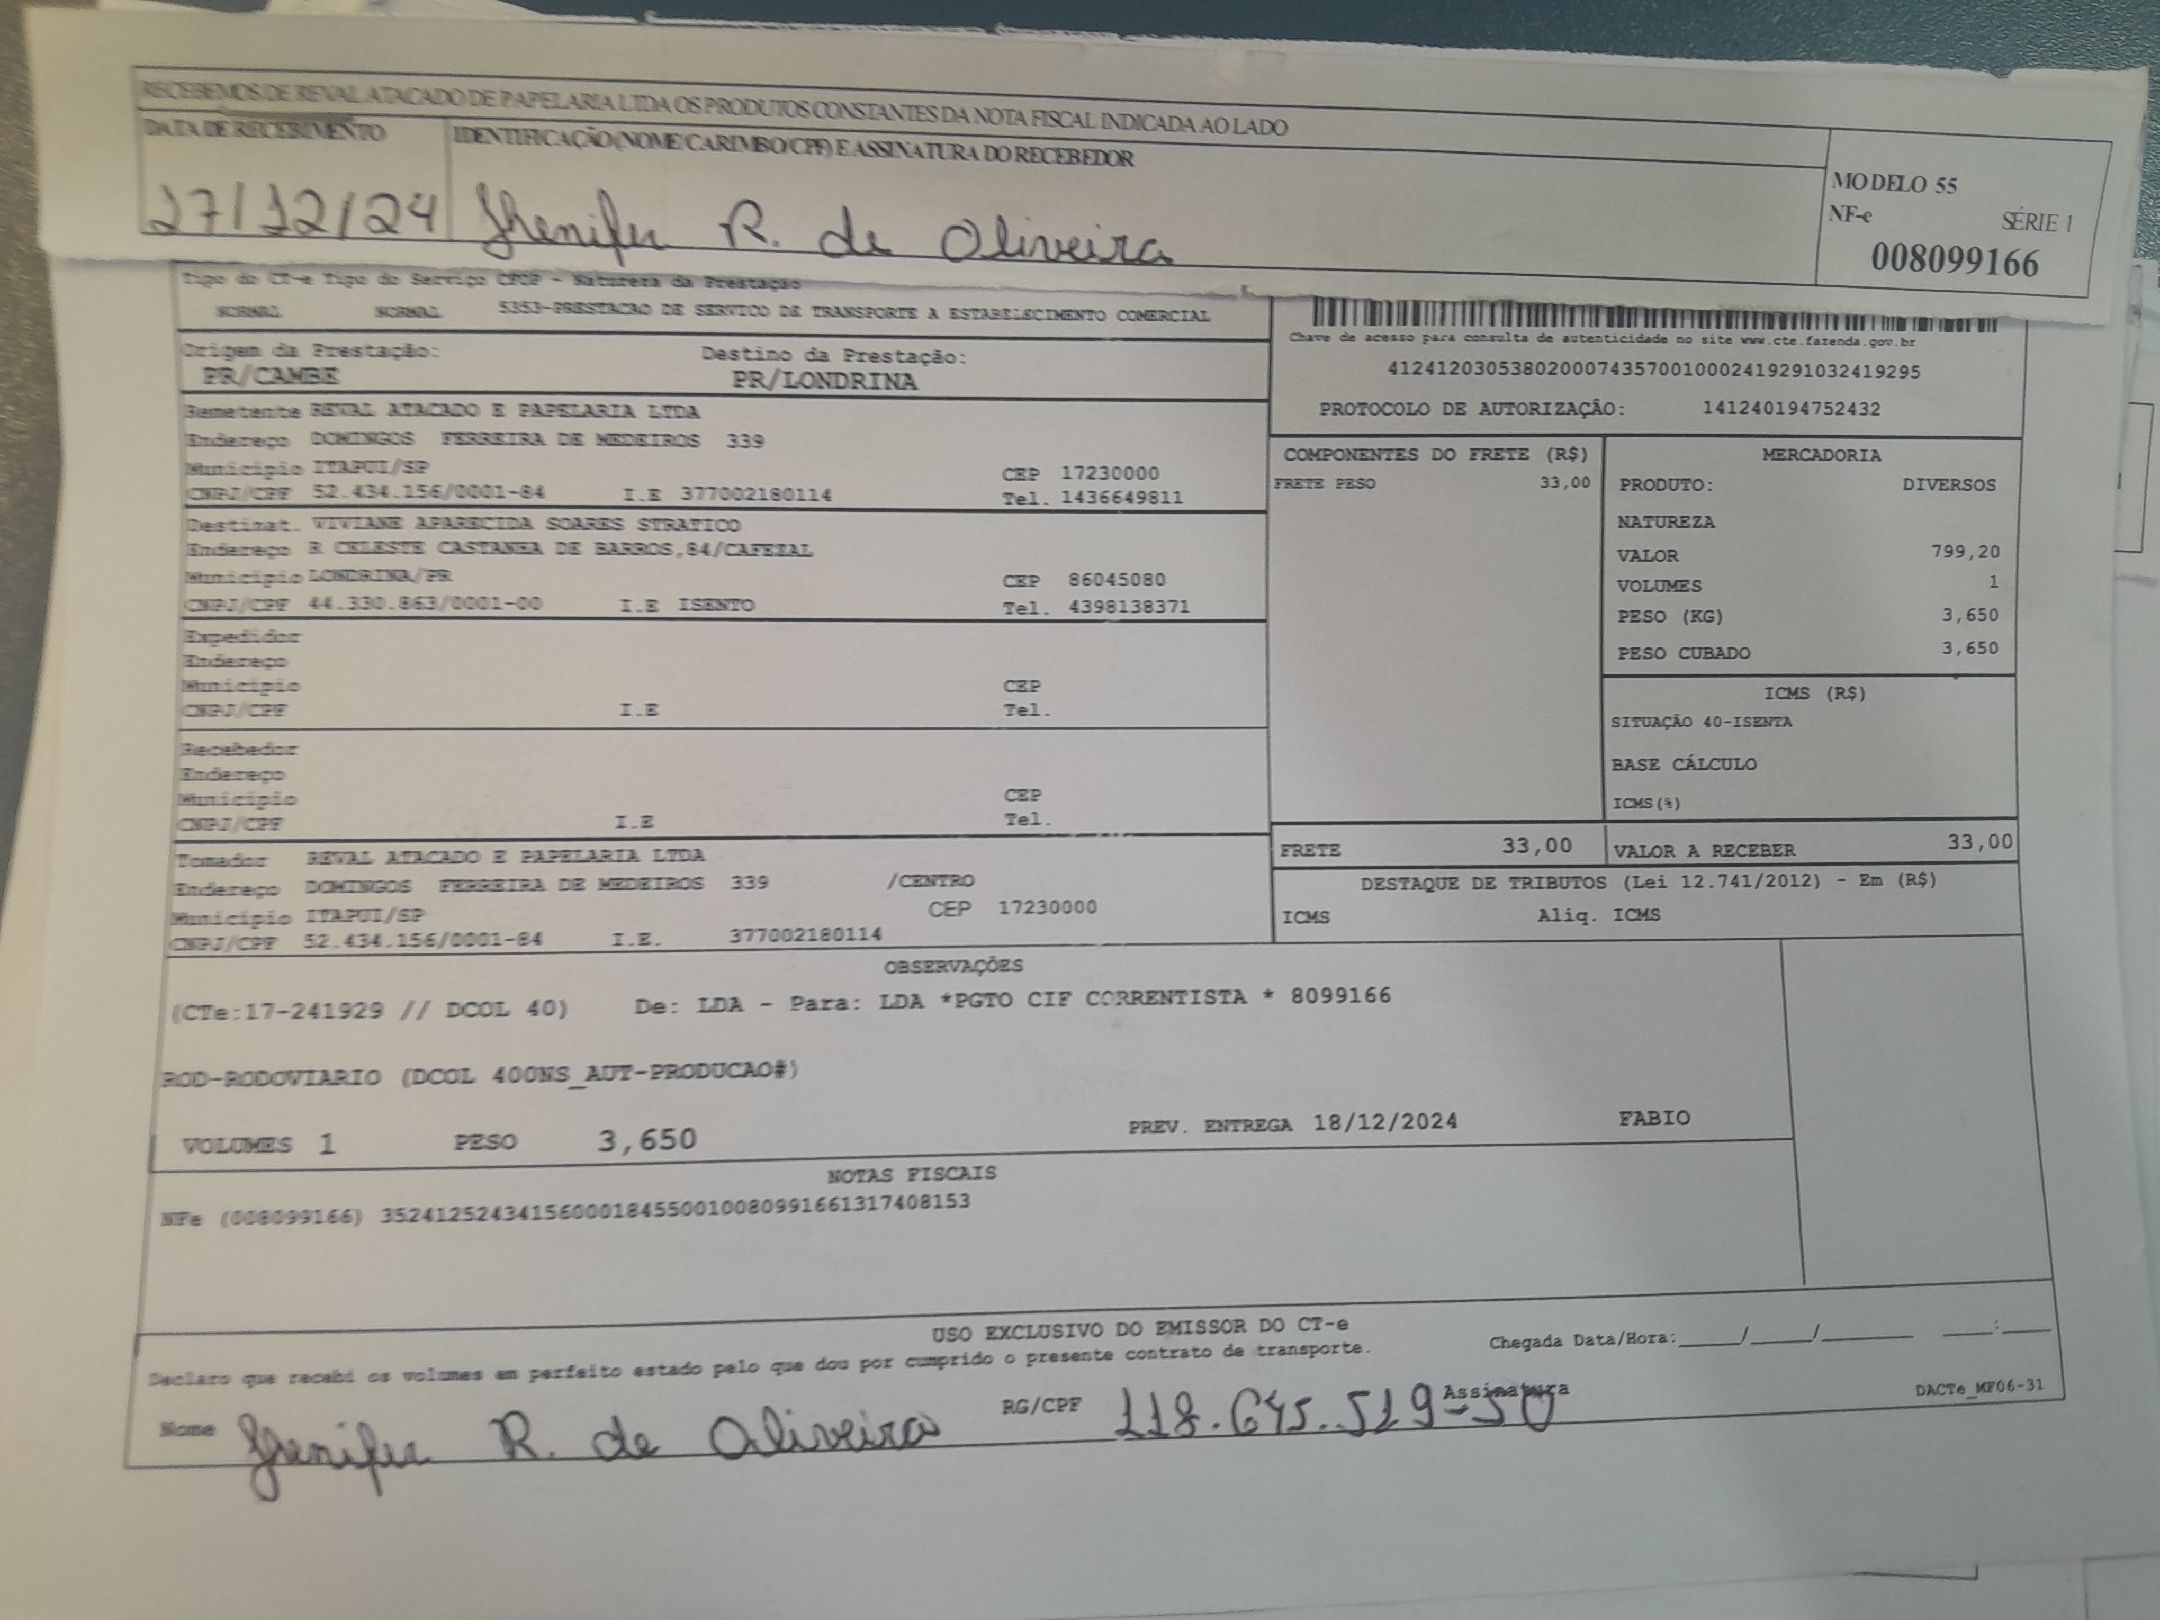 RECEBEMOS DE REVAL ATACADO DE PAPELARIA LTDA OS PRODUTOS CONSTANTES DA NOTA FISCAL INDICADA AO LADO
DATA DE RECEBIMENTO IDENTIFICAÇÃO (NOME/CARIMBO/CPF) E ASSINATURA DO RECEBEDOR
27/12/24 Jhenifer R. de Oliveira
MODELO 55
NF-e SÉRIE 1
008099166
Tipo do CT-e Tipo do Serviço CFOP - Natureza da Prestação
NORMAL NORMAL 5353-PRESTACAO DE SERVICO DE TRANSPORTE A ESTABELECIMENTO COMERCIAL
Origem da Prestação: Destino da Prestação:
PR/CAMBE PR/LONDRINA
Remetente REVAL ATACADO E PAPELARIA LTDA
Endereço DOMINGOS FERREIRA DE MEDEIROS 339
Município ITAPUI/SP CEP 17230000
CNPJ/CPF 52.434.156/0001-84 I.E 377002180114 Tel. 1436649811
Destinat. VIVIANE APARECIDA SOARES STRATICO
Endereço R CELESTE CASTANHA DE BARROS,84/CAFEZAL
Município LONDRINA/PR CEP 86045080
CNPJ/CPF 44.330.863/0001-00 I.E ISENTO Tel. 4398138371
Expedidor
Endereço
Município CEP
CNPJ/CPF I.E Tel.
Recebedor
Endereço
Município CEP
CNPJ/CPF I.E Tel.
Tomador REVAL ATACADO E PAPELARIA LTDA
Endereço DOMINGOS FERREIRA DE MEDEIROS 339 /CENTRO
Município ITAPUI/SP CEP 17230000
CNPJ/CPF 52.434.156/0001-84 I.E. 377002180114
Chave de acesso para consulta de autenticidade no site www.cte.fazenda.gov.br
41241203053802000743570010002419291032419295
PROTOCOLO DE AUTORIZAÇÃO: 141240194752432
COMPONENTES DO FRETE (R$)
FRETE PESO 33,00
MERCADORIA
PRODUTO: DIVERSOS
NATUREZA
VALOR 799,20
VOLUMES 1
PESO (KG) 3,650
PESO CUBADO 3,650
ICMS (R$)
SITUAÇÃO 40-ISENTA
BASE CÁLCULO
ICMS(%)
FRETE 33,00 VALOR A RECEBER 33,00
DESTAQUE DE TRIBUTOS (Lei 12.741/2012) - Em (R$)
ICMS Aliq. ICMS
OBSERVAÇÕES
(CTe:17-241929 // DCOL 40) De: LDA - Para: LDA *PGTO CIF CORRENTISTA * 8099166
ROD-RODOVIARIO (DCOL 400NS_AUT-PRODUCAO#)
VOLUMES 1 PESO 3,650 PREV. ENTREGA 18/12/2024 FABIO
NOTAS FISCAIS
NFe (008099166) 35241252434156000184550010080991661317408153
USO EXCLUSIVO DO EMISSOR DO CT-e
Declaro que recebi os volumes em perfeito estado pelo que dou por cumprido o presente contrato de transporte. Chegada Data/Hora:____/____/______ ___:___
Nome Jhenifer R. de Oliveira RG/CPF 118.645.519-50 Assinatura DACTe_MF06-31